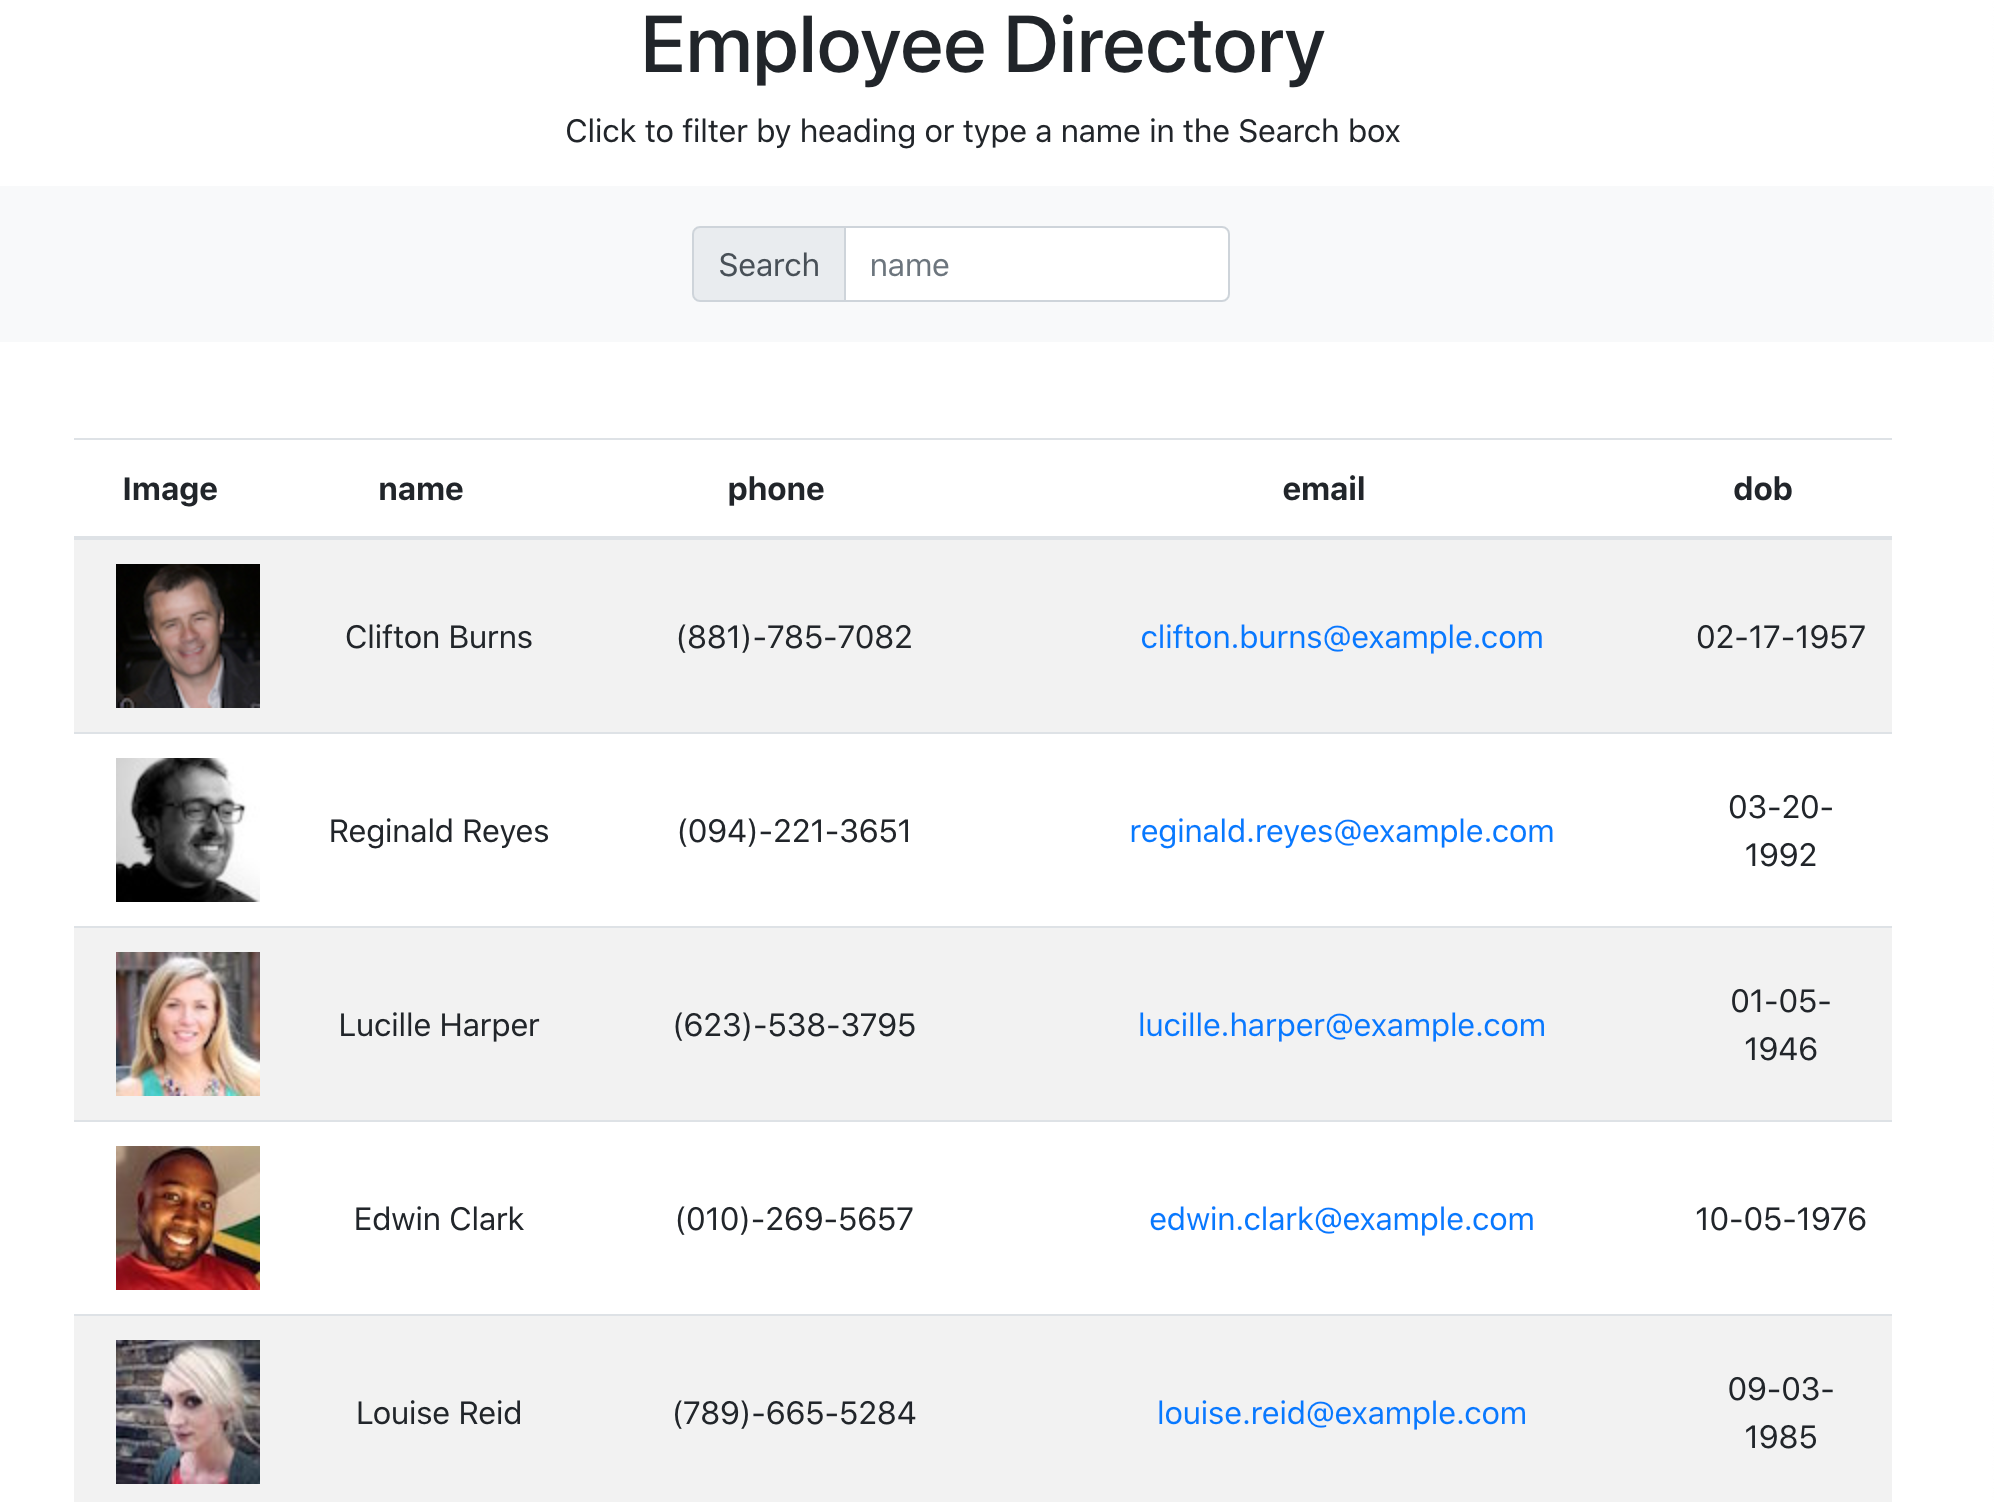 Employee Directory
Click to filter by heading or type a name in the Search box
Search name
Image name phone email dob
Clifton Burns (881)-785-7082 clifton.burns@example.com 02-17-1957
Reginald Reyes (094)-221-3651 reginald.reyes@example.com 03-20-
1992
Lucille Harper (623)-538-3795 lucille.harper@example.com 01-05-
1946
Edwin Clark (010)-269-5657 edwin.clark@example.com 10-05-1976
Louise Reid (789)-665-5284 louise.reid@example.com 09-03-
1985